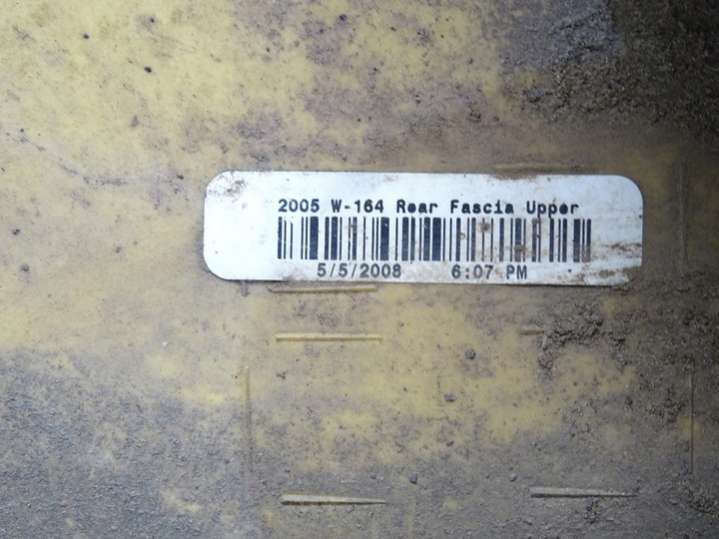 2005 W-164 Rear Fascia Upper
5/5/2008 6:07 PM